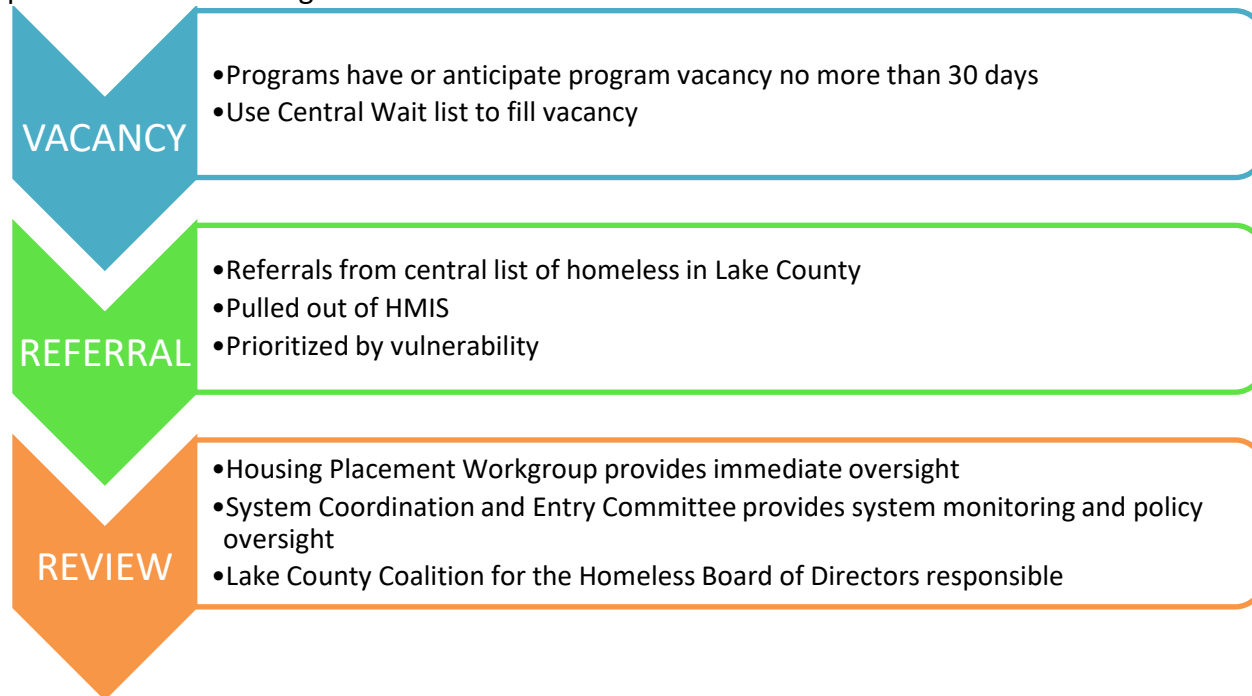 VACANCY
•Programs have or anticipate program vacancy no more than 30 days
•Use Central Wait list to fill vacancy
REFERRAL
•Referrals from central list of homeless in Lake County
•Pulled out of HMIS
•Prioritized by vulnerability
REVIEW
•Housing Placement Workgroup provides immediate oversight
•System Coordination and Entry Committee provides system monitoring and policy
oversight
•Lake County Coalition for the Homeless Board of Directors responsible